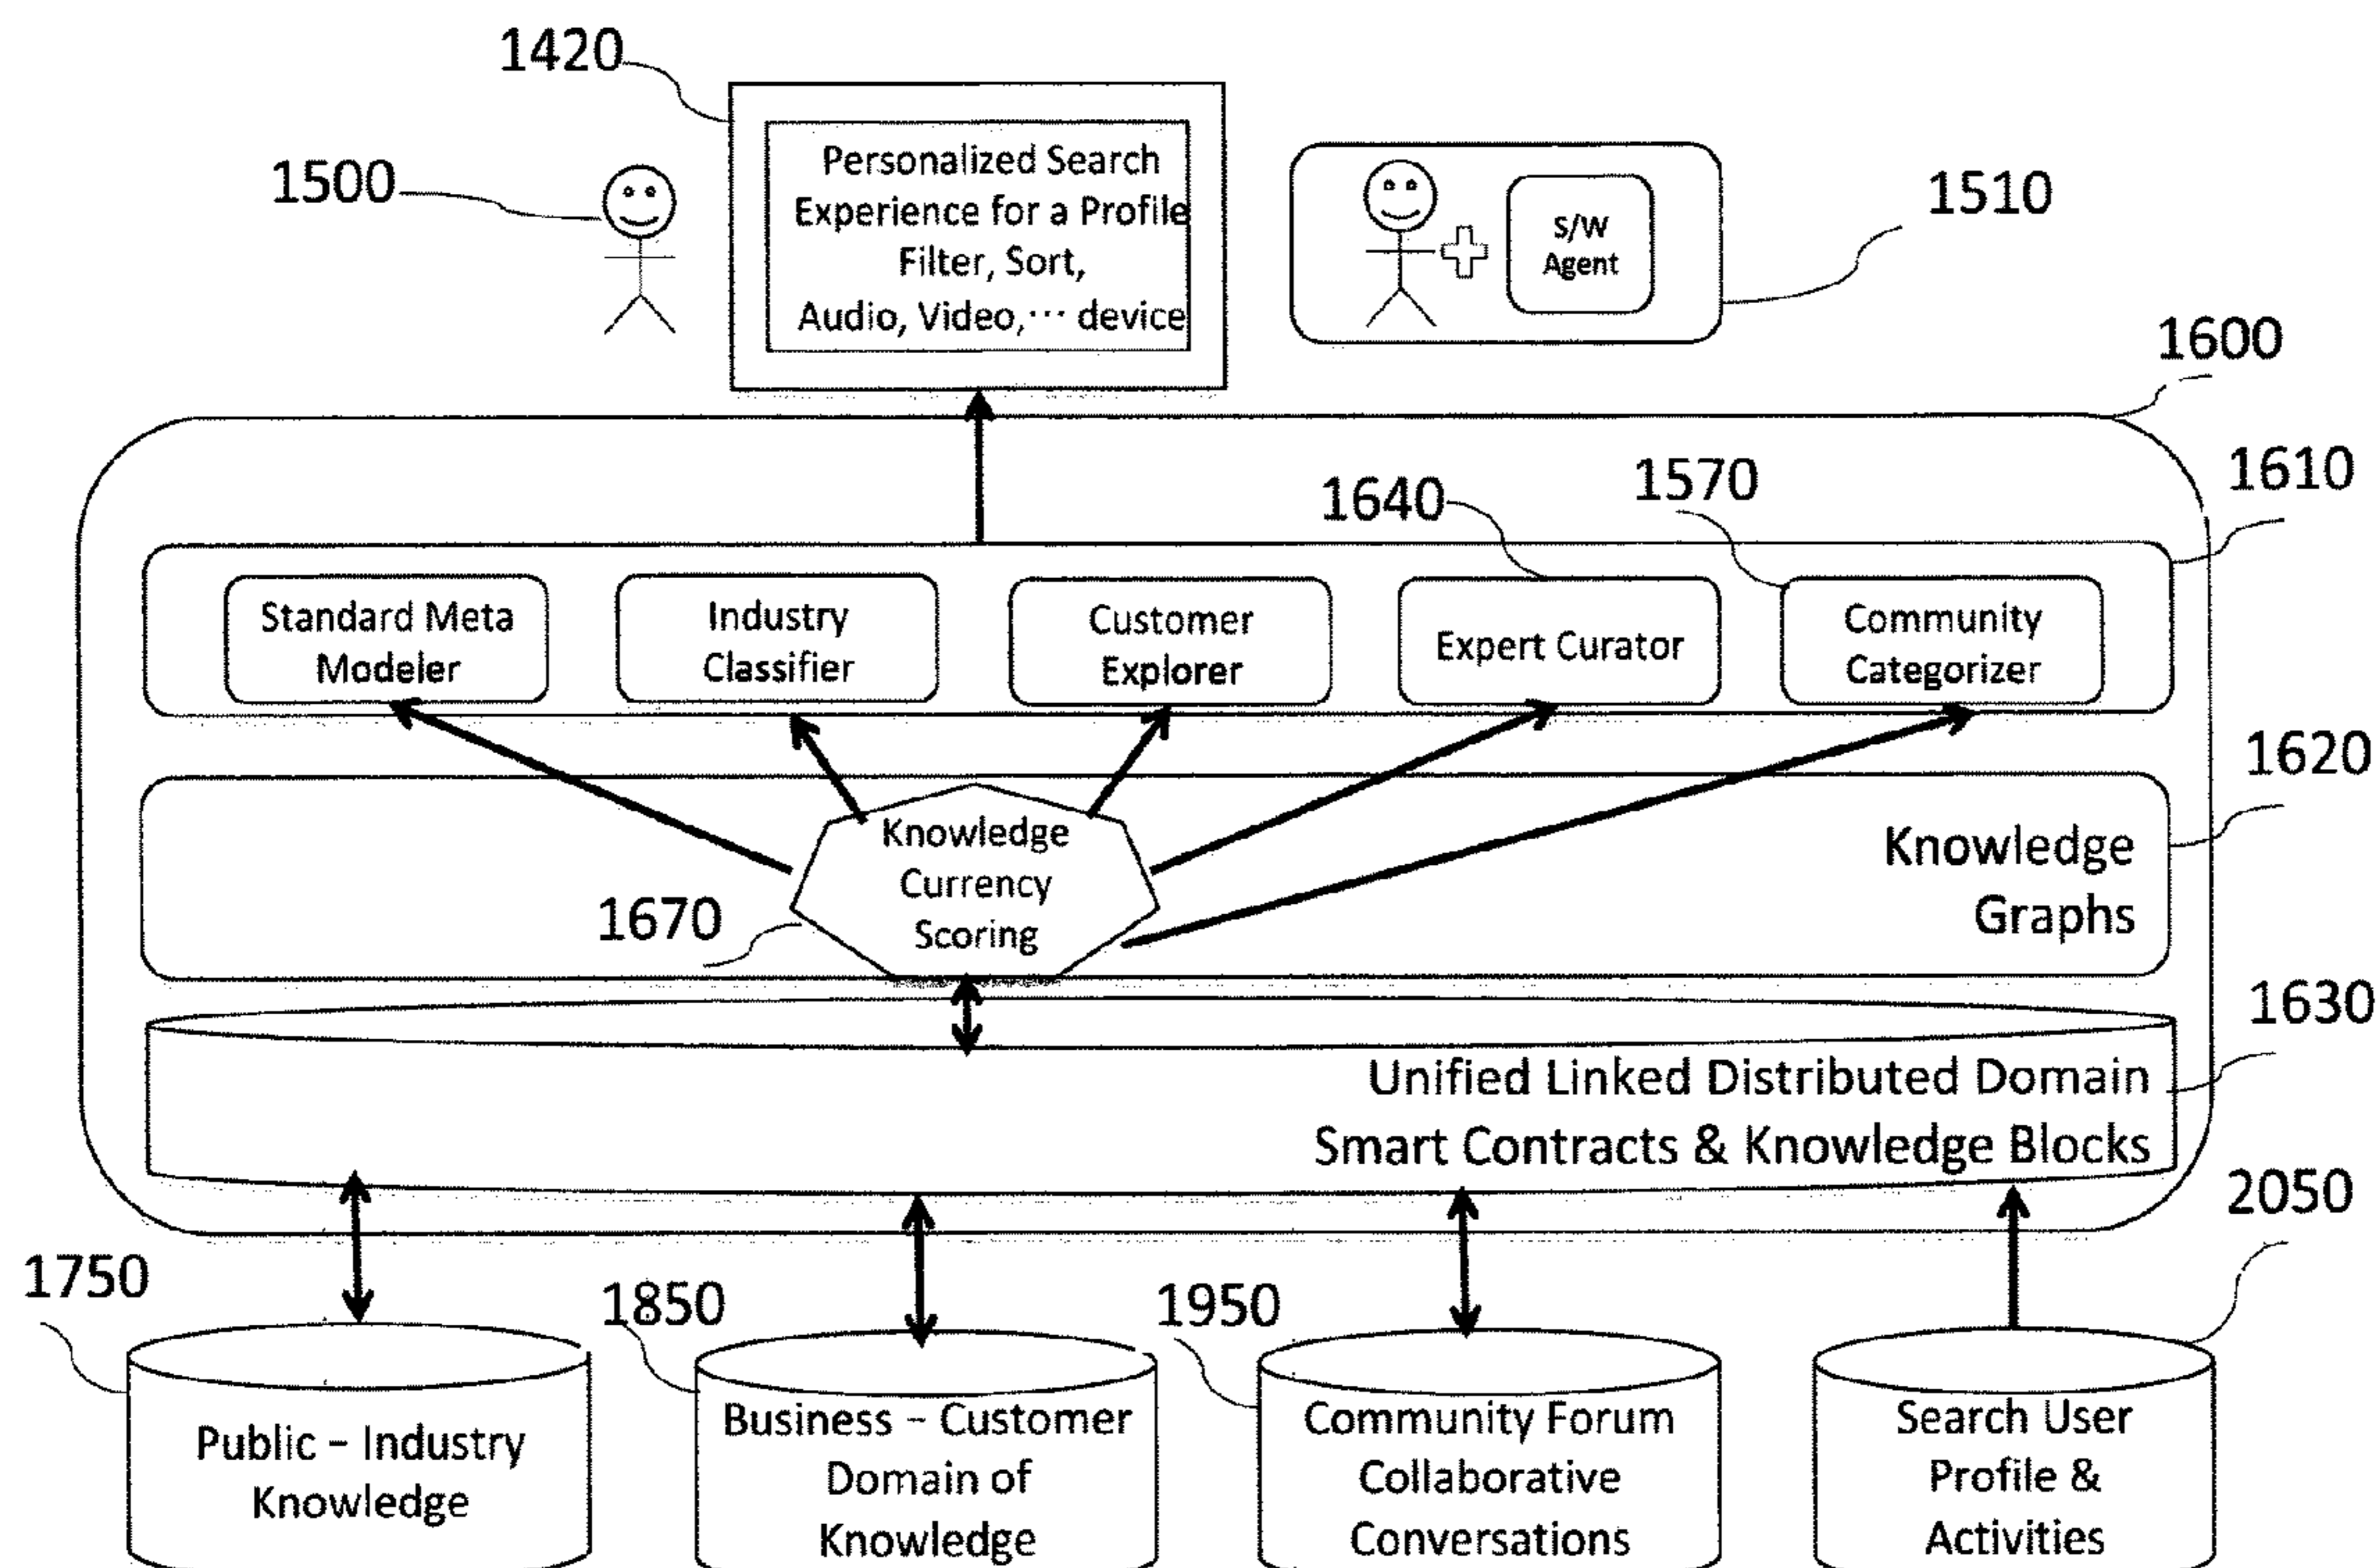 1420
1500
Personalized Search
Experience for a Profile
Filter, Sort,
Audio, Video,··· device
S/W
Agent
1510
1600
1610
1640
1570
Standard Meta
Modeler
Industry
Classifier
Customer
Explorer
Expert Curator
Community
Categorizer
1620
Knowledge
Currency
Scoring
Knowledge
Graphs
1670
1630
Unified Linked Distributed Domain
Smart Contracts & Knowledge Blocks
2050
1750
1850
1950
Public – Industry
Knowledge
Business – Customer
Domain of
Knowledge
Community Forum
Collaborative
Conversations
Search User
Profile &
Activities